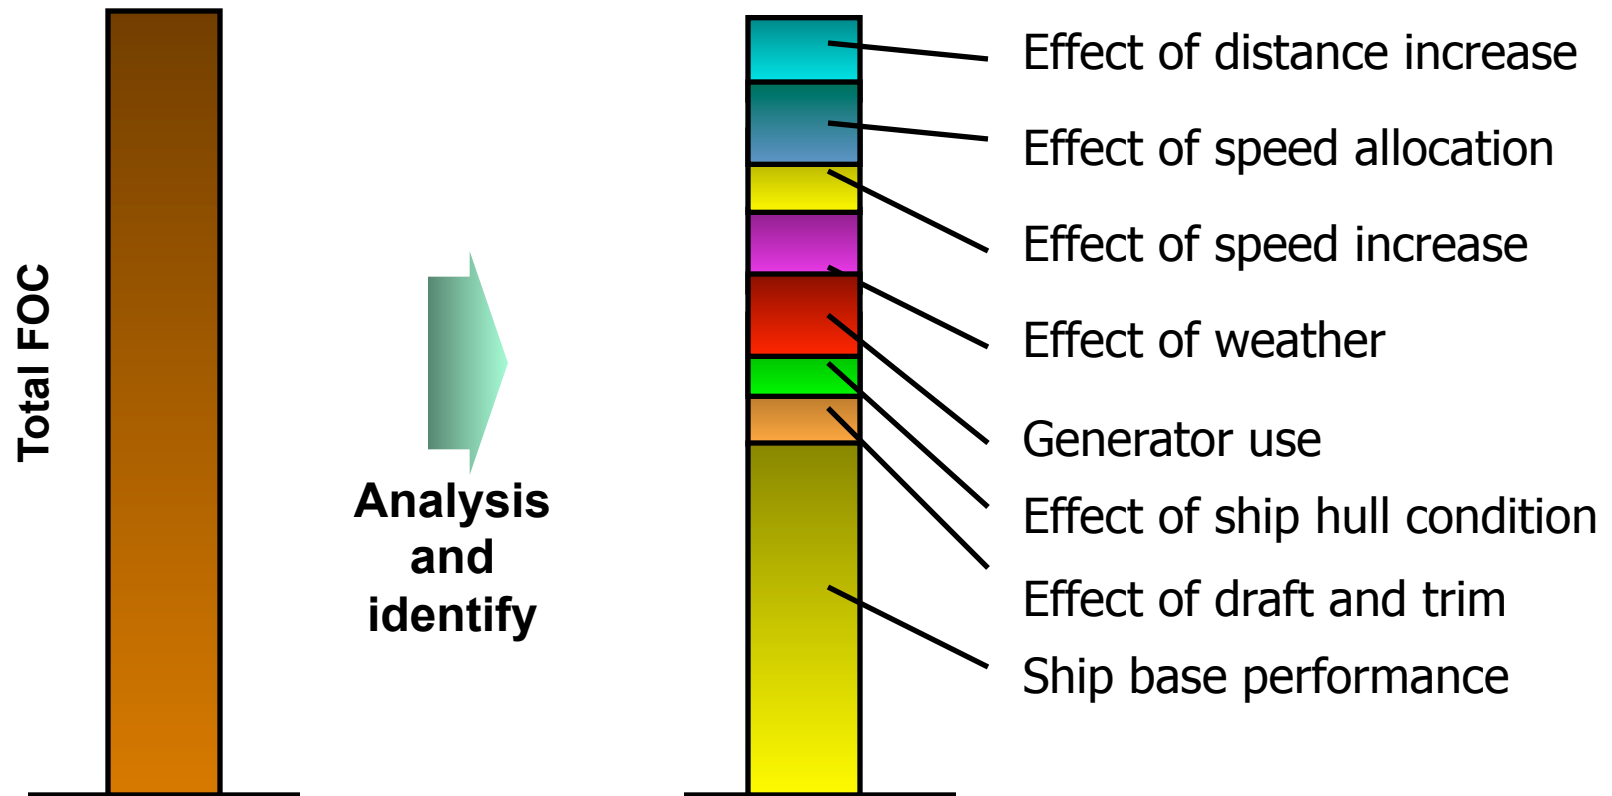 Total FOC
Analysis
and
identify
Effect of distance increase
Effect of speed allocation
Effect of speed increase
Effect of weather
Generator use
Effect of ship hull condition
Effect of draft and trim
Ship base performance